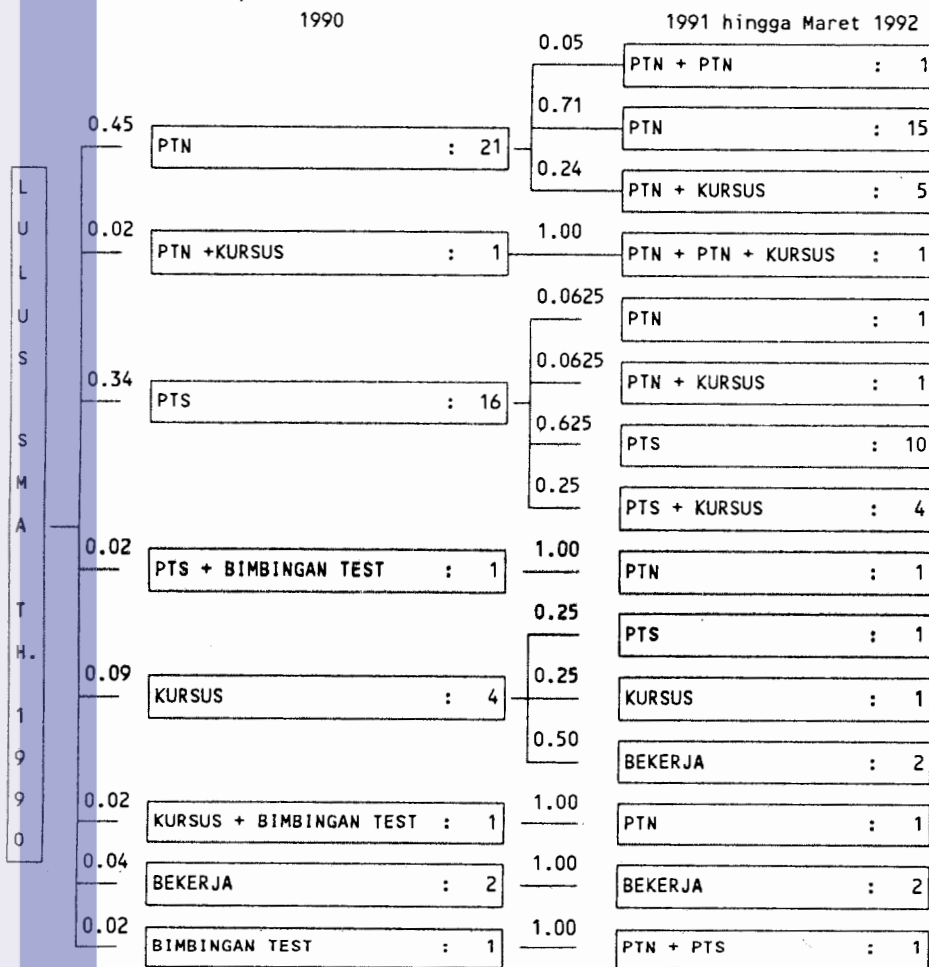 1990 1991 hingga Maret 1992
0.05 PTN + PTN : 1
0.45 PTN : 21 0.71 PTN : 15
0.24 PTN + KURSUS : 5
0.02 PTN +KURSUS : 1 1.00 PTN + PTN + KURSUS : 1
0.0625 PTN : 1
0.0625 PTN + KURSUS : 1
0.34 PTS : 16 0.625 PTS : 10
0.25 PTS + KURSUS : 4
0.02 PTS + BIMBINGAN TEST : 1 1.00 PTN : 1
0.25 PTS : 1
0.09 KURSUS : 4 0.25 KURSUS : 1
0.50 BEKERJA : 2
0.02 KURSUS + BIMBINGAN TEST : 1 1.00 PTN : 1
0.04 BEKERJA : 2 1.00 BEKERJA : 2
0.02 BIMBINGAN TEST : 1 1.00 PTN + PTS : 1
LULUS SMA TH. 1990